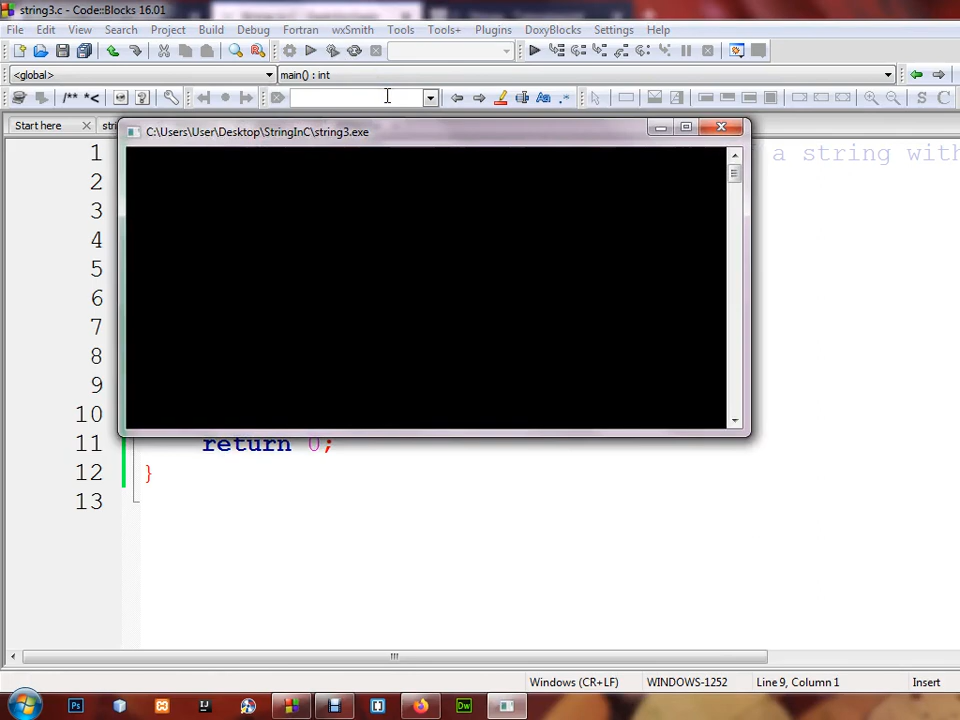 string3.c - Code::Blocks 16.01
File Edit View Search Project Build Debug Fortran wxSmith Tools Tools+ Plugins DoxyBlocks Settings Help
<global> main() : int
/** *<
S C
Start here
C:\Users\User\Desktop\StringInC\string3.exe
1 a string with
2
3
4
5
6
7
8
9
10
11 return 0;
12 }
13
Windows (CR+LF) WINDOWS-1252 Line 9, Column 1 Insert
Ps Dw